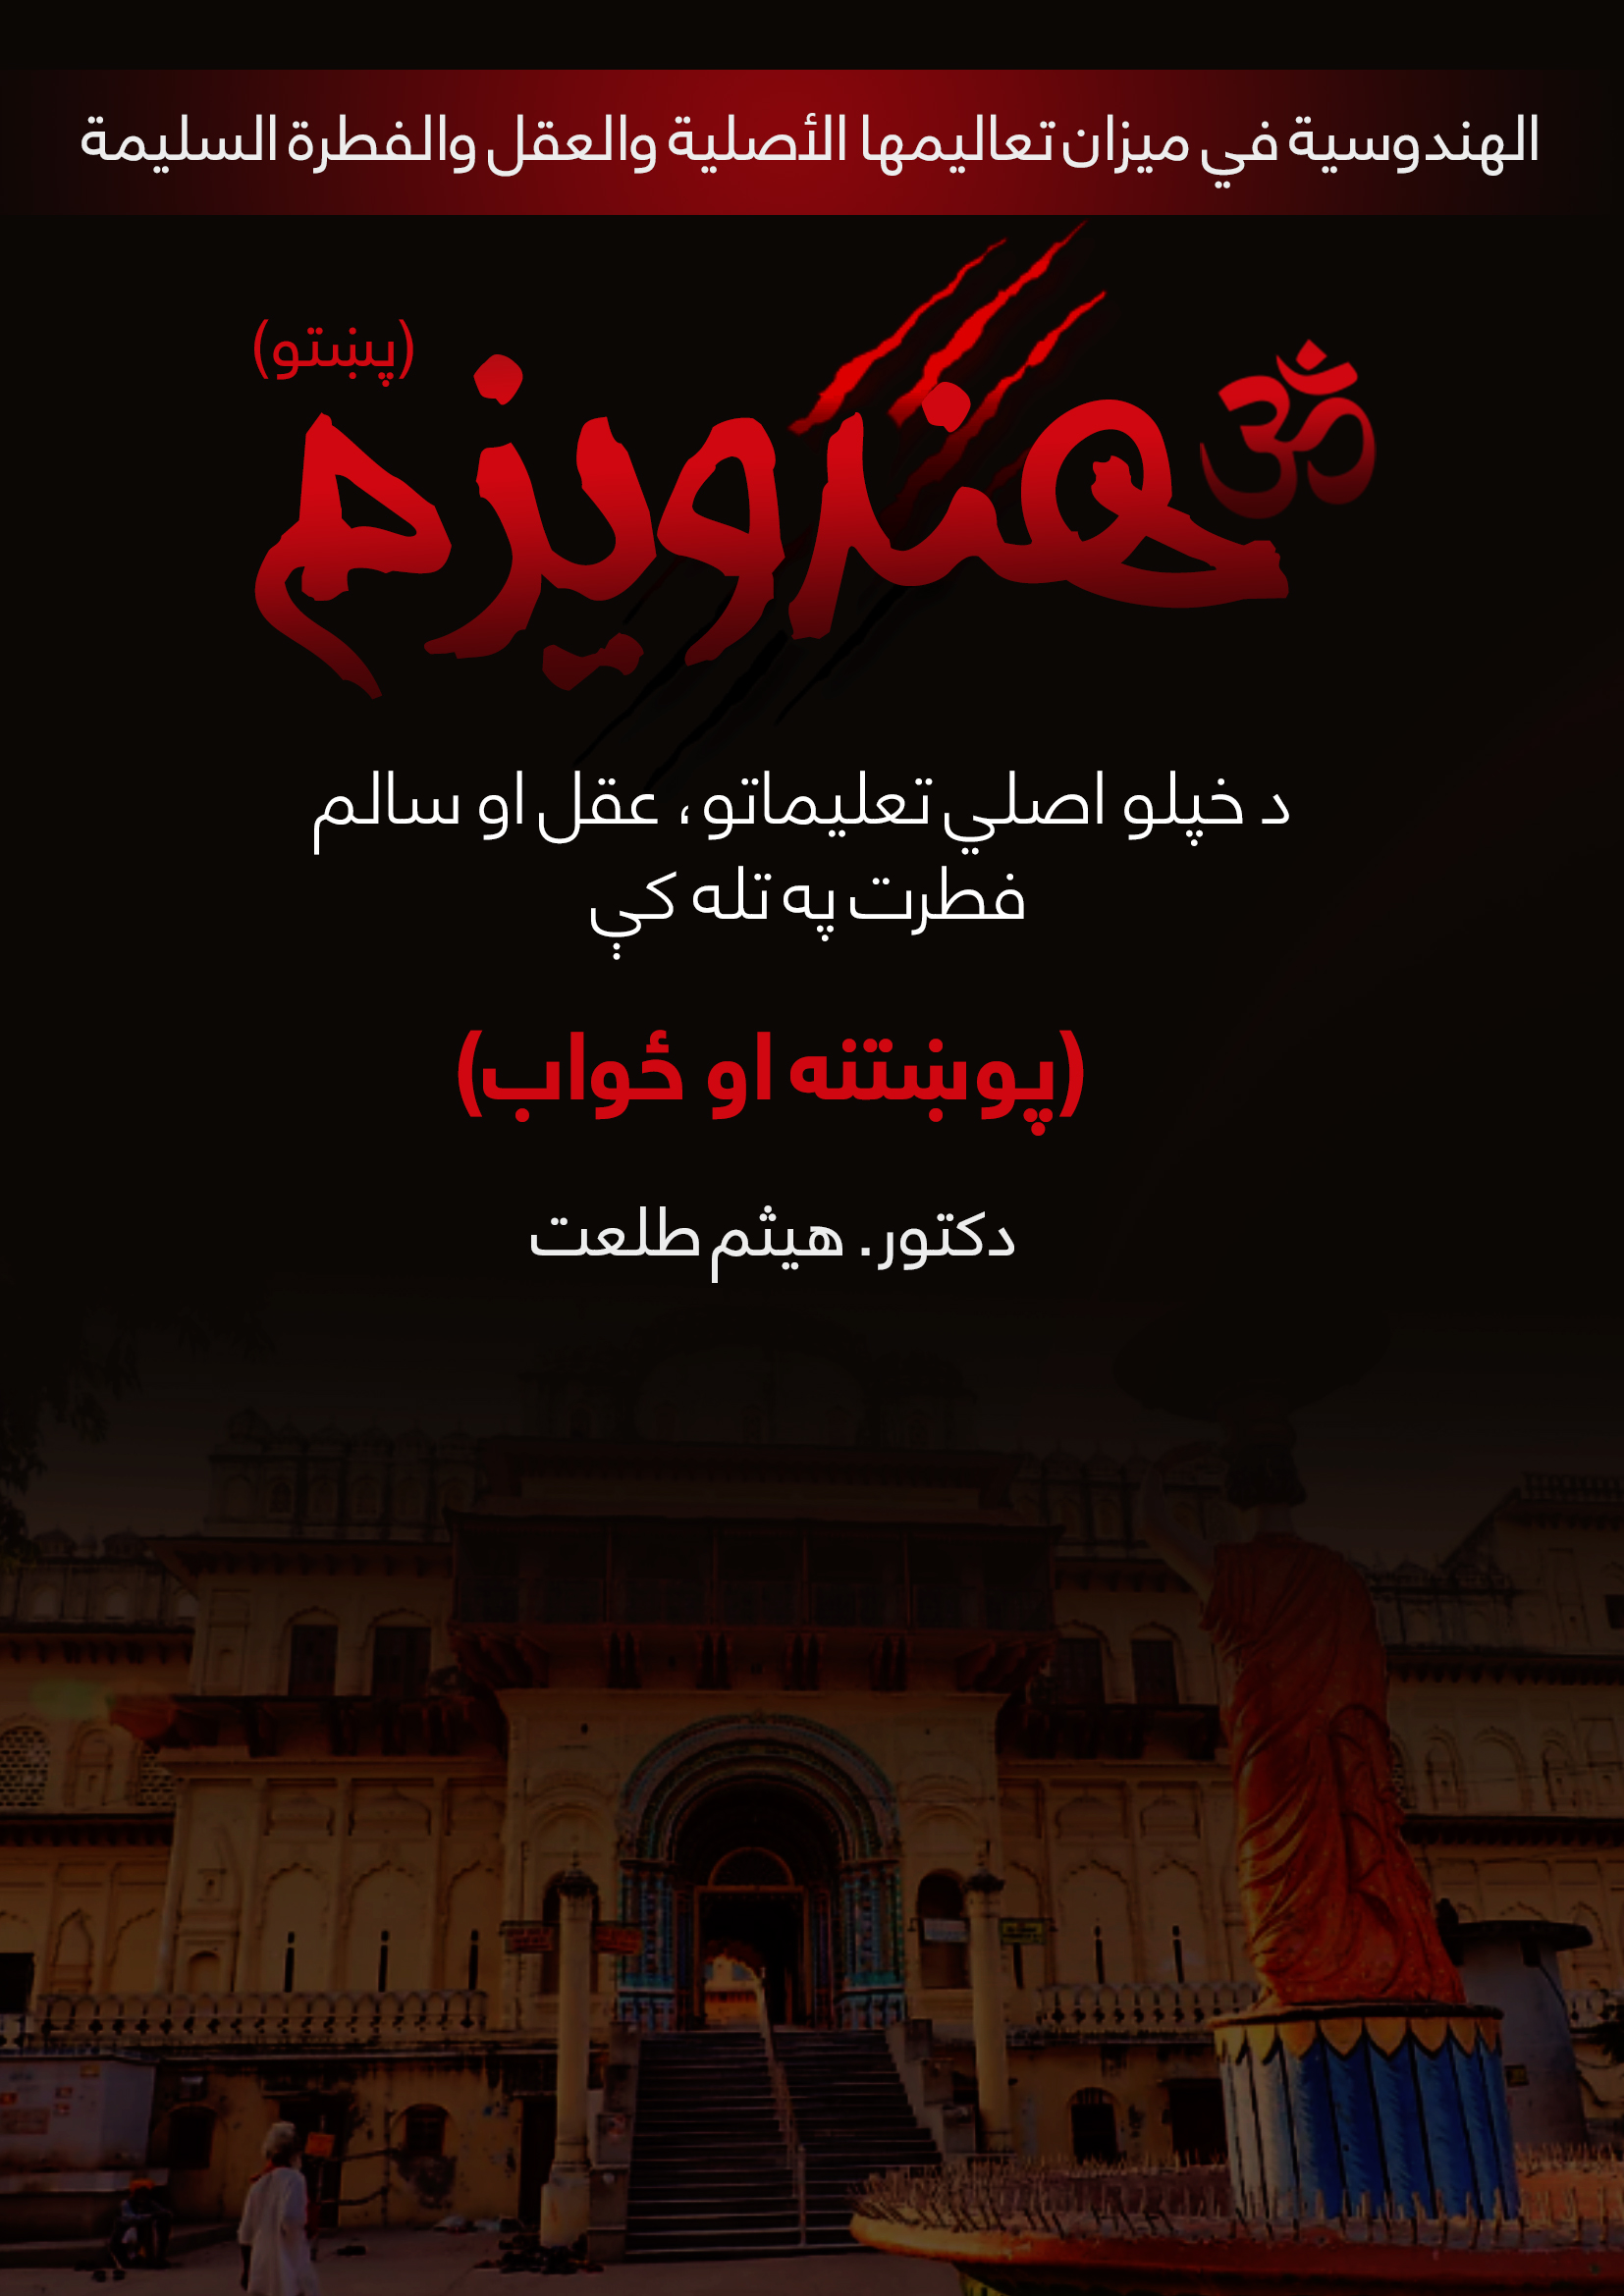 الهندوسية في ميزان تعاليمها الأصلية والعقل والفطرة السليمة
(پښتو)
ॐ
هندويزم
د خپلو اصلي تعليماتو، عقل او سالم
فطرت په تله کې
(پوښتنه او ځواب)
دکتور. هيثم طلعت